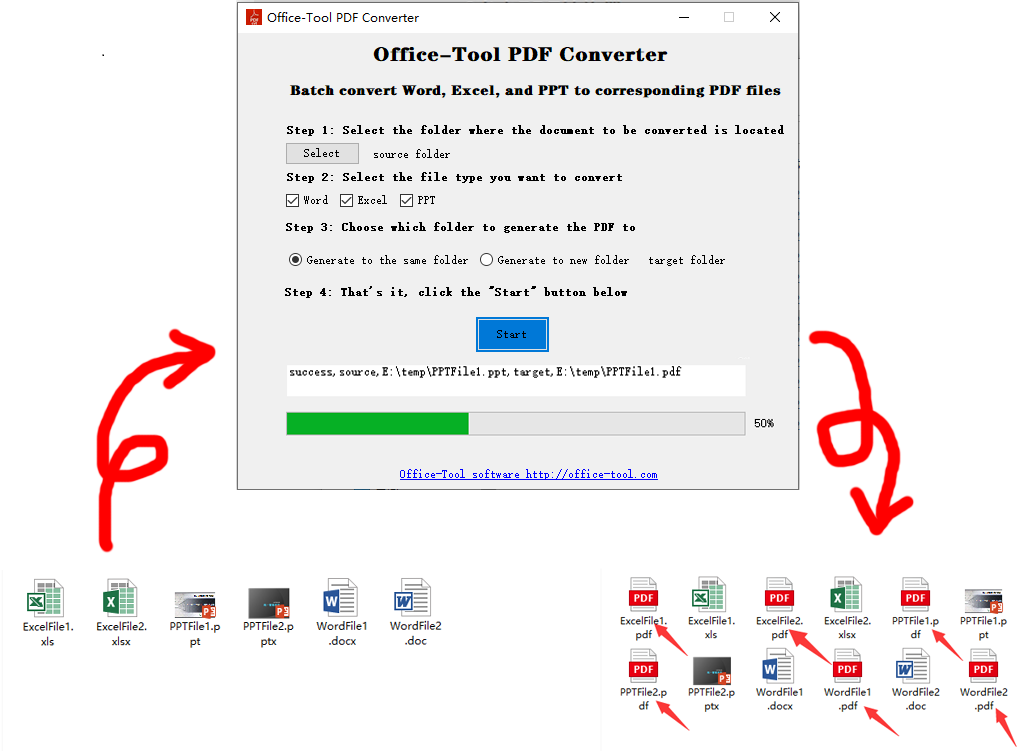 Office-Tool PDF Converter
Office-Tool PDF Converter
Batch convert Word, Excel, and PPT to corresponding PDF files
Step 1: Select the folder where the document to be converted is located
Select source folder
Step 2: Select the file type you want to convert
Word Excel PPT
Step 3: Choose which folder to generate the PDF to
Generate to the same folder Generate to new folder target folder
Step 4: That's it, click the "Start" button below
Start
success,source,E:\temp\PPTFile1.ppt,target,E:\temp\PPTFile1.pdf
50%
Office-Tool software http://office-tool.com
ExcelFile1.
xls
ExcelFile2.
xlsx
PPTFile1.p
pt
PPTFile2.p
ptx
WordFile1
.docx
WordFile2
.doc
PDF
ExcelFile1.
pdf
ExcelFile1.
xls
PDF
ExcelFile2.
pdf
ExcelFile2.
xlsx
PDF
PPTFile1.p
df
PPTFile1.p
pt
PDF
PPTFile2.p
df
PPTFile2.p
ptx
WordFile1
.docx
PDF
WordFile1
.pdf
WordFile2
.doc
PDF
WordFile2
.pdf